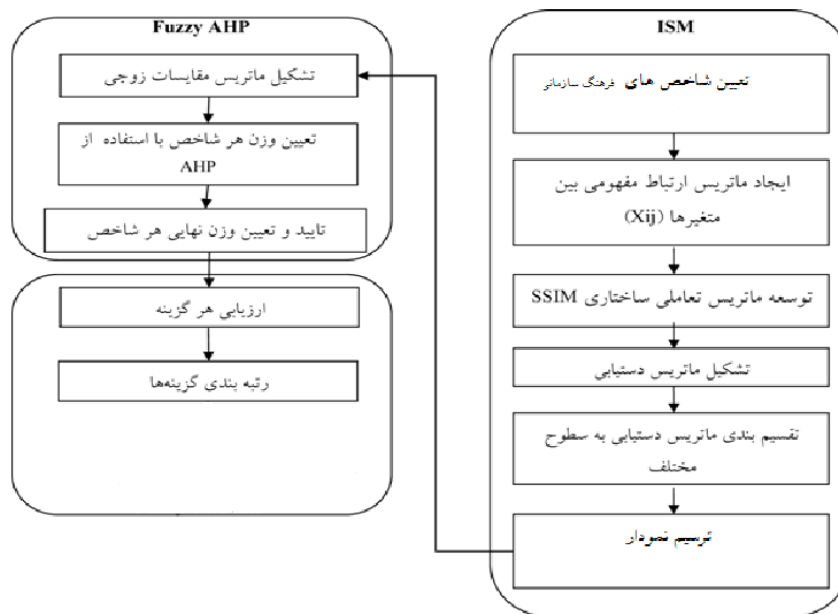 ISM
تعیین شاخص های فرهنگ سازمانی
ایجاد ماتریس ارتباط مفهومی بین
متغیرها (Xij)
توسعه ماتریس تعاملی ساختاری SSIM
تشکیل ماتریس دستیابی
تقسیم بندی ماتریس دستیابی به سطوح
مختلف
ترسیم نمودار
Fuzzy AHP
تشکیل ماتریس مقایسات زوجی
تعیین وزن هر شاخص با استفاده از
AHP
تایید و تعیین وزن نهایی هر شاخص
ارزیابی هر گزینه
رتبه بندی گزینه‌ها